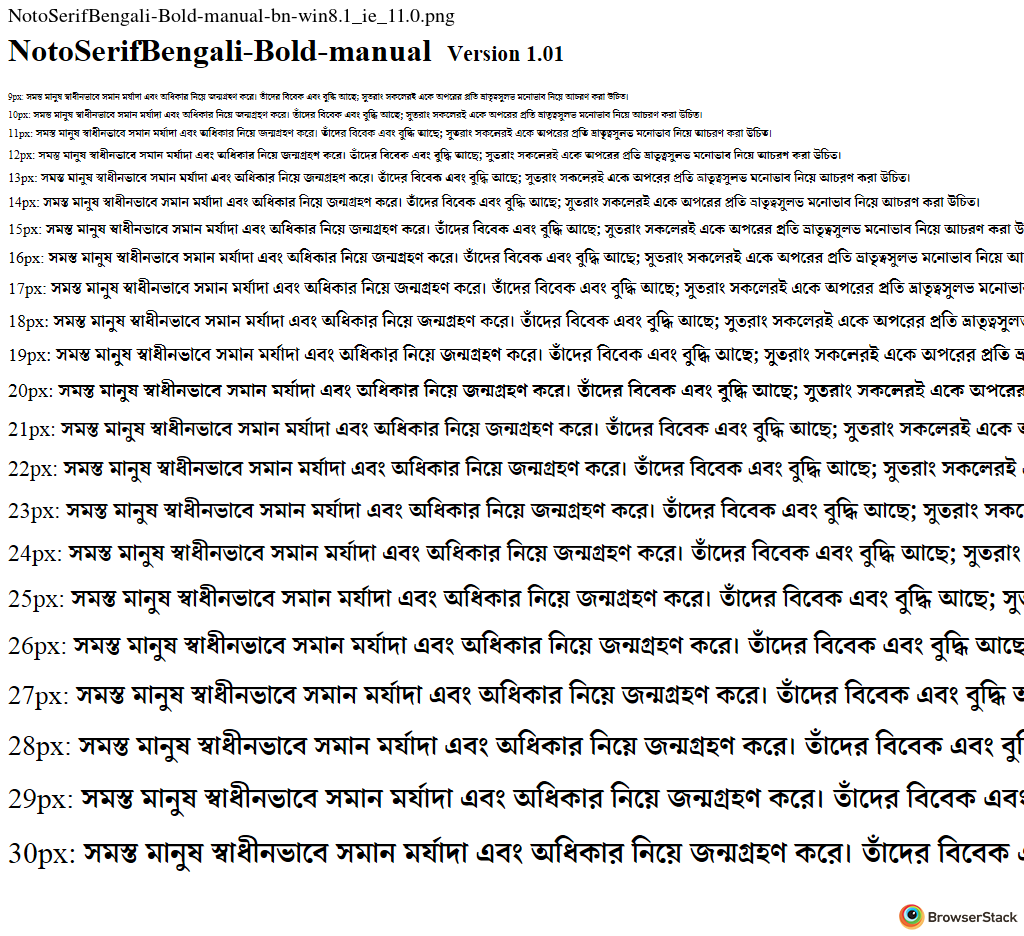 NotoSerifBengali-Bold-manual-bn-win8.1_ie_11.0.png
NotoSerifBengali-Bold-manual Version 1.01
9px: সমস্ত মানুষ স্বাধীনভাবে সমান মর্যাদা এবং অধিকার নিয়ে জন্মগ্রহণ করে। তাঁদের বিবেক এবং বুদ্ধি আছে; সুতরাং সকলেরই একে অপরের প্রতি ভ্রাতৃত্বসুলভ মনোভাব নিয়ে আচরণ করা উচিত।
10px: সমস্ত মানুষ স্বাধীনভাবে সমান মর্যাদা এবং অধিকার নিয়ে জন্মগ্রহণ করে। তাঁদের বিবেক এবং বুদ্ধি আছে; সুতরাং সকলেরই একে অপরের প্রতি ভ্রাতৃত্বসুলভ মনোভাব নিয়ে আচরণ করা উচিত।
11px: সমস্ত মানুষ স্বাধীনভাবে সমান মর্যাদা এবং অধিকার নিয়ে জন্মগ্রহণ করে। তাঁদের বিবেক এবং বুদ্ধি আছে; সুতরাং সকলেরই একে অপরের প্রতি ভ্রাতৃত্বসুলভ মনোভাব নিয়ে আচরণ করা উচিত।
12px: সমস্ত মানুষ স্বাধীনভাবে সমান মর্যাদা এবং অধিকার নিয়ে জন্মগ্রহণ করে। তাঁদের বিবেক এবং বুদ্ধি আছে; সুতরাং সকলেরই একে অপরের প্রতি ভ্রাতৃত্বসুলভ মনোভাব নিয়ে আচরণ করা উচিত।
13px: সমস্ত মানুষ স্বাধীনভাবে সমান মর্যাদা এবং অধিকার নিয়ে জন্মগ্রহণ করে। তাঁদের বিবেক এবং বুদ্ধি আছে; সুতরাং সকলেরই একে অপরের প্রতি ভ্রাতৃত্বসুলভ মনোভাব নিয়ে আচরণ করা উচিত।
14px: সমস্ত মানুষ স্বাধীনভাবে সমান মর্যাদা এবং অধিকার নিয়ে জন্মগ্রহণ করে। তাঁদের বিবেক এবং বুদ্ধি আছে; সুতরাং সকলেরই একে অপরের প্রতি ভ্রাতৃত্বসুলভ মনোভাব নিয়ে আচরণ করা উচিত।
15px: সমস্ত মানুষ স্বাধীনভাবে সমান মর্যাদা এবং অধিকার নিয়ে জন্মগ্রহণ করে। তাঁদের বিবেক এবং বুদ্ধি আছে; সুতরাং সকলেরই একে অপরের প্রতি ভ্রাতৃত্বসুলভ মনোভাব নিয়ে আচরণ করা
16px: সমস্ত মানুষ স্বাধীনভাবে সমান মর্যাদা এবং অধিকার নিয়ে জন্মগ্রহণ করে। তাঁদের বিবেক এবং বুদ্ধি আছে; সুতরাং সকলেরই একে অপরের প্রতি ভ্রাতৃত্বসুলভ মনোভাব নিয়ে
17px: সমস্ত মানুষ স্বাধীনভাবে সমান মর্যাদা এবং অধিকার নিয়ে জন্মগ্রহণ করে। তাঁদের বিবেক এবং বুদ্ধি আছে; সুতরাং সকলেরই একে অপরের প্রতি ভ্রাতৃত্বসুলভ
18px: সমস্ত মানুষ স্বাধীনভাবে সমান মর্যাদা এবং অধিকার নিয়ে জন্মগ্রহণ করে। তাঁদের বিবেক এবং বুদ্ধি আছে; সুতরাং সকলেরই একে অপরের প্রতি
19px: সমস্ত মানুষ স্বাধীনভাবে সমান মর্যাদা এবং অধিকার নিয়ে জন্মগ্রহণ করে। তাঁদের বিবেক এবং বুদ্ধি আছে; সুতরাং সকলেরই একে অপরের প্রতি
20px: সমস্ত মানুষ স্বাধীনভাবে সমান মর্যাদা এবং অধিকার নিয়ে জন্মগ্রহণ করে। তাঁদের বিবেক এবং বুদ্ধি আছে; সুতরাং সকলেরই একে অপরের
21px: সমস্ত মানুষ স্বাধীনভাবে সমান মর্যাদা এবং অধিকার নিয়ে জন্মগ্রহণ করে। তাঁদের বিবেক এবং বুদ্ধি আছে; সুতরাং সকলেরই একে
22px: সমস্ত মানুষ স্বাধীনভাবে সমান মর্যাদা এবং অধিকার নিয়ে জন্মগ্রহণ করে। তাঁদের বিবেক এবং বুদ্ধি আছে; সুতরাং সকলেরই
23px: সমস্ত মানুষ স্বাধীনভাবে সমান মর্যাদা এবং অধিকার নিয়ে জন্মগ্রহণ করে। তাঁদের বিবেক এবং বুদ্ধি আছে; সুতরাং
24px: সমস্ত মানুষ স্বাধীনভাবে সমান মর্যাদা এবং অধিকার নিয়ে জন্মগ্রহণ করে। তাঁদের বিবেক এবং বুদ্ধি আছে; সুতরাং
25px: সমস্ত মানুষ স্বাধীনভাবে সমান মর্যাদা এবং অধিকার নিয়ে জন্মগ্রহণ করে। তাঁদের বিবেক এবং বুদ্ধি আছে;
26px: সমস্ত মানুষ স্বাধীনভাবে সমান মর্যাদা এবং অধিকার নিয়ে জন্মগ্রহণ করে। তাঁদের বিবেক এবং বুদ্ধি আছে
27px: সমস্ত মানুষ স্বাধীনভাবে সমান মর্যাদা এবং অধিকার নিয়ে জন্মগ্রহণ করে। তাঁদের বিবেক এবং বুদ্ধি
28px: সমস্ত মানুষ স্বাধীনভাবে সমান মর্যাদা এবং অধিকার নিয়ে জন্মগ্রহণ করে। তাঁদের বিবেক এবং
29px: সমস্ত মানুষ স্বাধীনভাবে সমান মর্যাদা এবং অধিকার নিয়ে জন্মগ্রহণ করে। তাঁদের বিবেক এবং
30px: সমস্ত মানুষ স্বাধীনভাবে সমান মর্যাদা এবং অধিকার নিয়ে জন্মগ্রহণ করে। তাঁদের বিবেক
BrowserStack